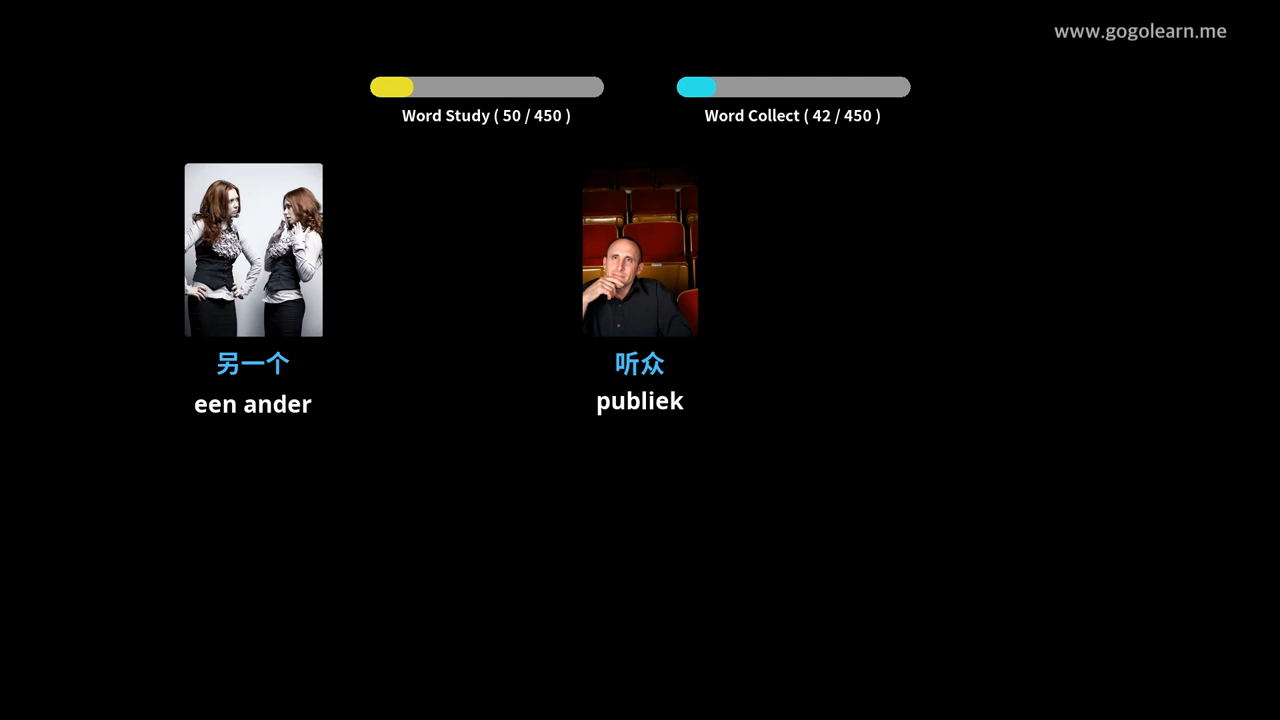 www.gogolearn.me
Word Study ( 50 / 450 )
Word Collect ( 42 / 450 )
另一个
een ander
听众
publiek